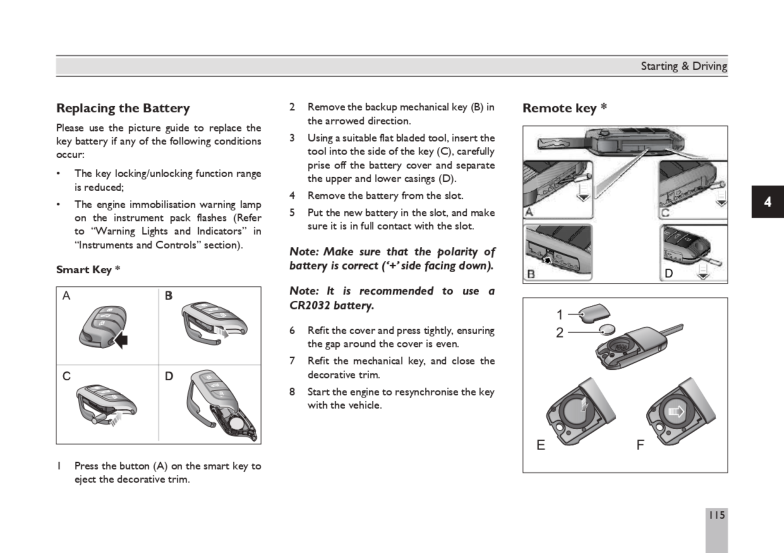 Starting & Driving
Replacing the Battery
Please use the picture guide to replace the
key battery if any of the following conditions
occur:
• The key locking/unlocking function range
is reduced;
• The engine immobilisation warning lamp
on the instrument pack flashes (Refer
to “Warning Lights and Indicators” in
“Instruments and Controls” section).
Smart Key *
A B
C D
1 Press the button (A) on the smart key to
eject the decorative trim.
2 Remove the backup mechanical key (B) in
the arrowed direction.
3 Using a suitable flat bladed tool, insert the
tool into the side of the key (C), carefully
prise off the battery cover and separate
the upper and lower casings (D).
4 Remove the battery from the slot.
5 Put the new battery in the slot, and make
sure it is in full contact with the slot.
Note: Make sure that the polarity of
battery is correct (‘+’ side facing down).
Note: It is recommended to use a
CR2032 battery.
6 Refit the cover and press tightly, ensuring
the gap around the cover is even.
7 Refit the mechanical key, and close the
decorative trim.
8 Start the engine to resynchronise the key
with the vehicle.
Remote key *
A C
B D
1
2
E F
4
115